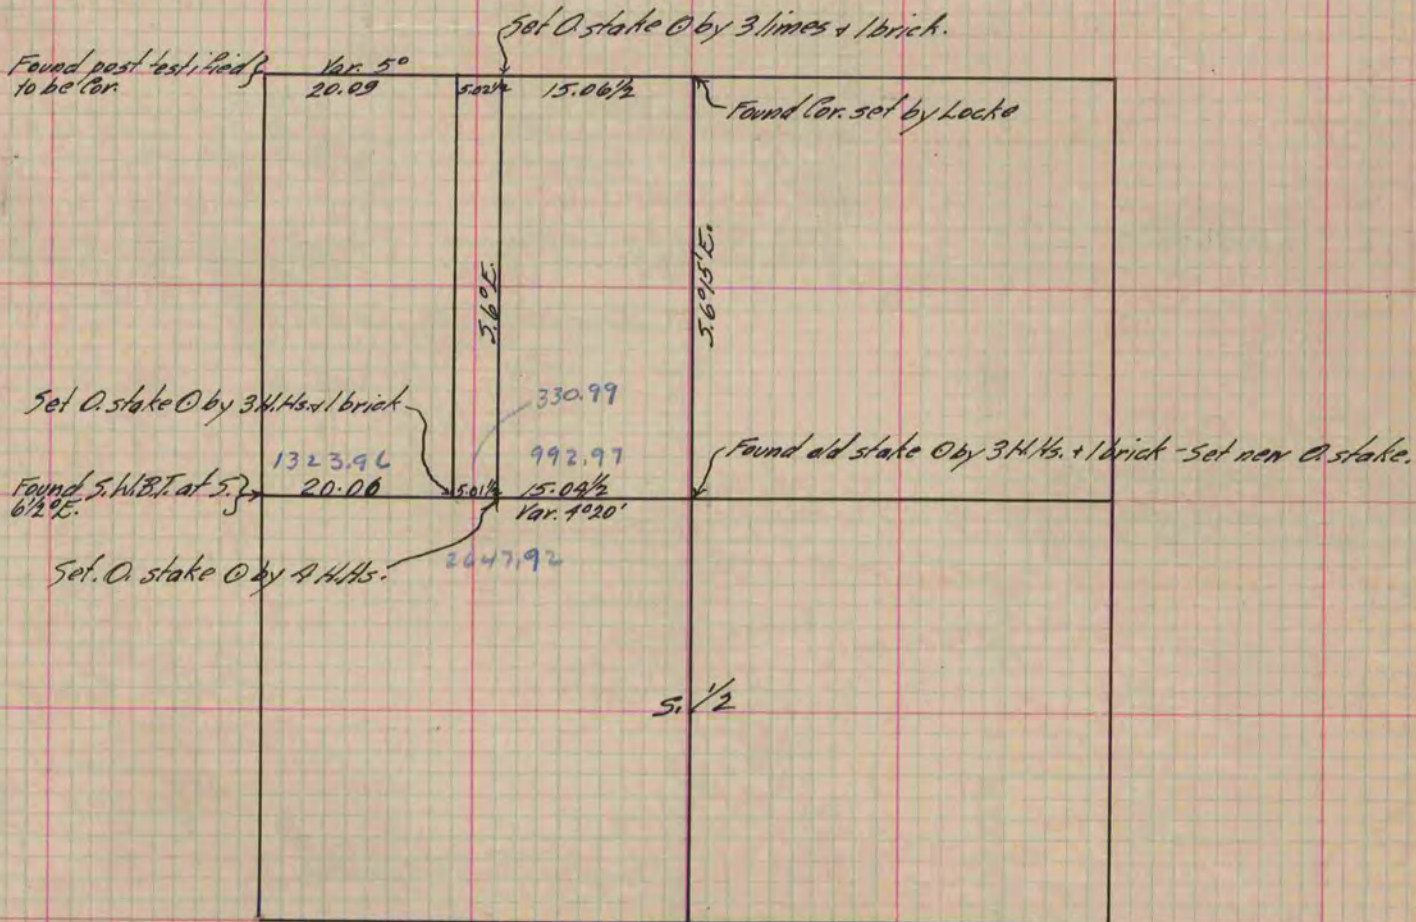 Set O. stake ⊙ by 3 limes + 1 brick.
Found post testified
to be Cor.
Var. 5°
20.09
5.02½
15.06½
Found Cor. set by Locke
S.6°E.
S.6°15'E.
Set O. stake ⊙ by 3 H.Hs. + 1 brick
330.99
1323.96
992.97
Found old stake ⊙ by 3 H.Hs. + 1 brick - Set new O. stake.
Found S.W.B.T. at S.
6½°E.
20.06
5.01½
15.04½
Var. 4°20'
Set. O. stake ⊙ by 4 H.Hs.
2647.92
S. 1/2